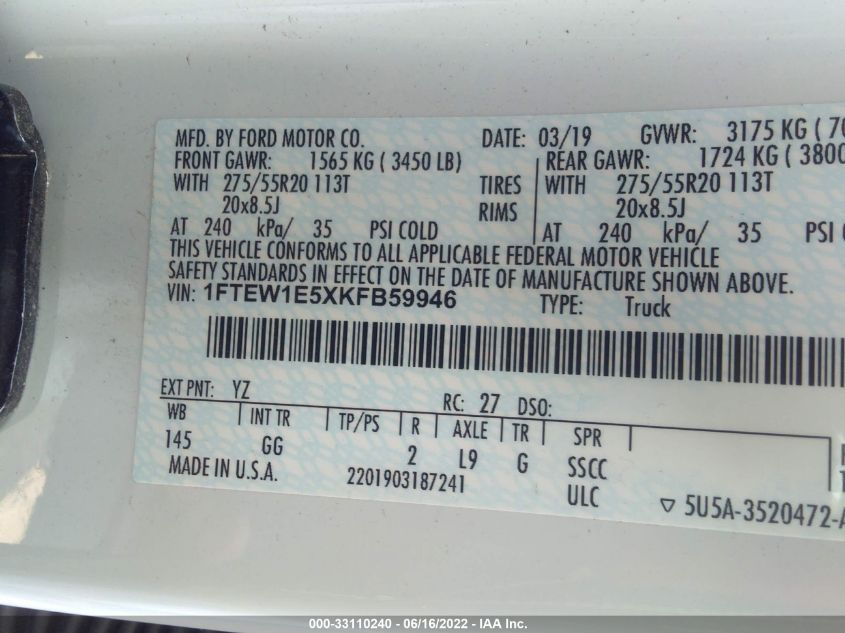 MFD. BY FORD MOTOR CO. DATE: 03/19 GVWR: 3175 KG ( 70
FRONT GAWR: 1565 KG ( 3450 LB) REAR GAWR: 1724 KG ( 3800
WITH 275/55R20 113T TIRES WITH 275/55R20 113T
20x8.5J RIMS 20x8.5J
AT 240 kPa/ 35 PSI COLD AT 240 kPa/ 35 PSI
THIS VEHICLE CONFORMS TO ALL APPLICABLE FEDERAL MOTOR VEHICLE
SAFETY STANDARDS IN EFFECT ON THE DATE OF MANUFACTURE SHOWN ABOVE.
VIN: 1FTEW1E5XKFB59946 TYPE: Truck
EXT PNT: YZ RC: 27 DSO:
WB INT TR TP/PS R AXLE TR SPR
145 GG 2 L9 G SSCC
MADE IN U.S.A. 2201903187241 ULC 5U5A-3520472-A
000-33110240 - 06/16/2022 - IAA Inc.